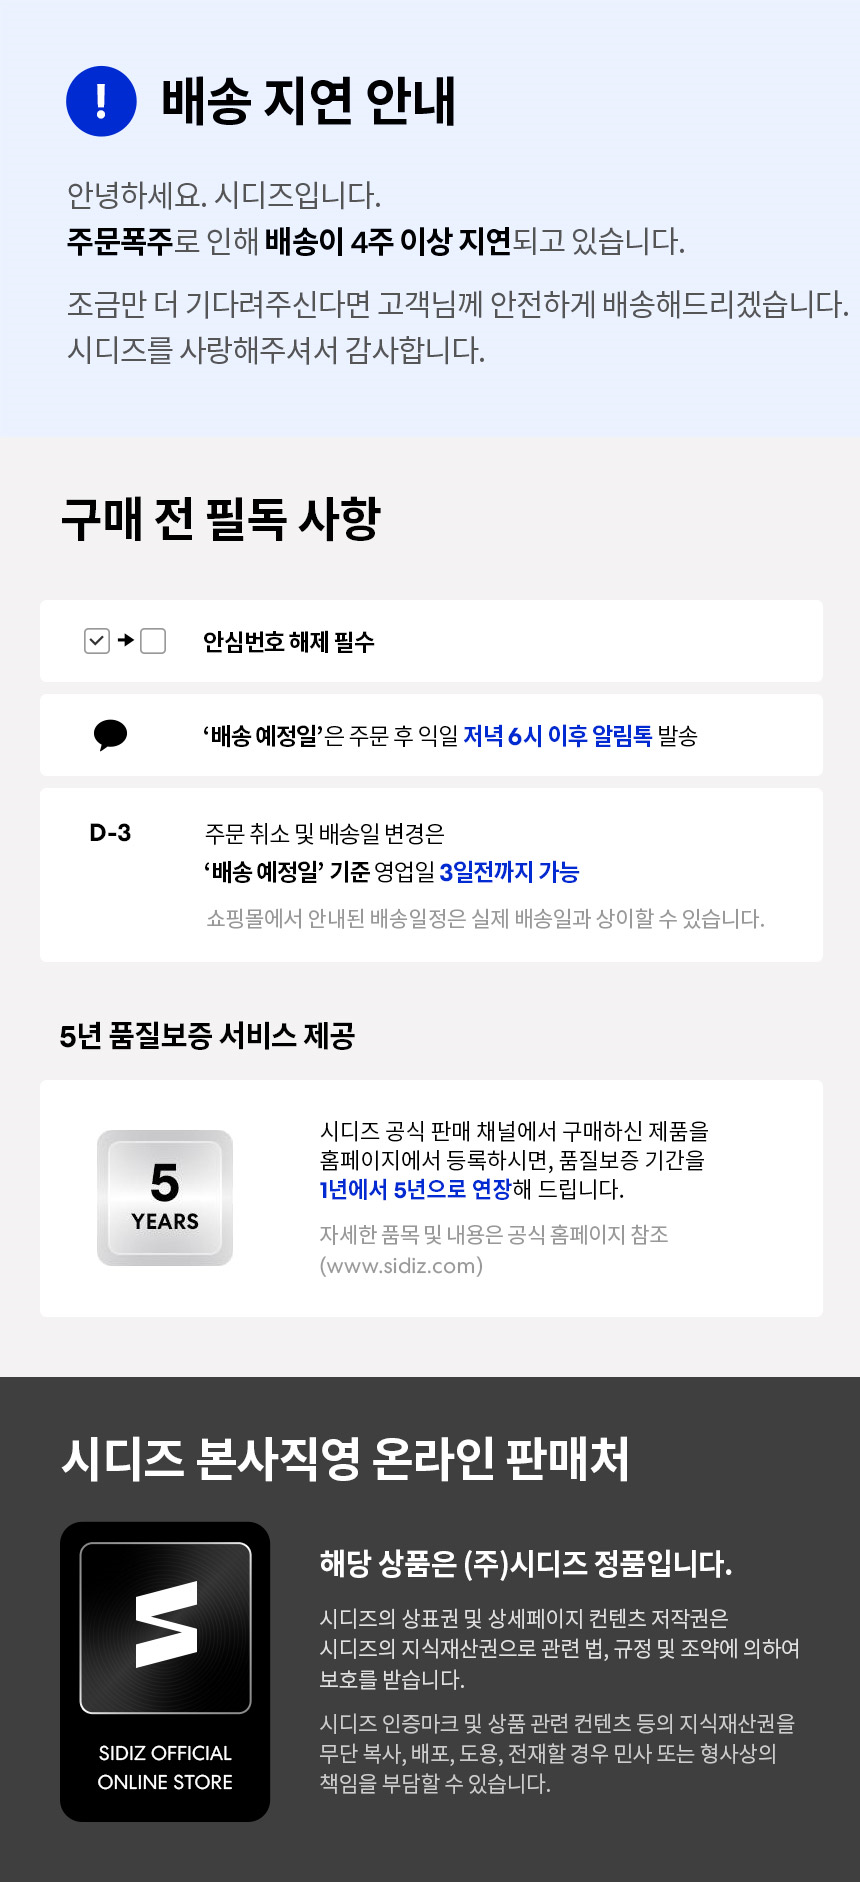 ! 배송 지연 안내
안녕하세요. 시디즈입니다.
주문폭주로 인해 배송이 4주 이상 지연되고 있습니다.
조금만 더 기다려주신다면 고객님께 안전하게 배송해드리겠습니다.
시디즈를 사랑해주셔서 감사합니다.
구매 전 필독 사항
안심번호 해제 필수
‘배송 예정일’은 주문 후 익일 저녁 6시 이후 알림톡 발송
D-3
주문 취소 및 배송일 변경은
‘배송 예정일’ 기준 영업일 3일전까지 가능
쇼핑몰에서 안내된 배송일정은 실제 배송일과 상이할 수 있습니다.
5년 품질보증 서비스 제공
5
YEARS
시디즈 공식 판매 채널에서 구매하신 제품을
홈페이지에서 등록하시면, 품질보증 기간을
1년에서 5년으로 연장해 드립니다.
자세한 품목 및 내용은 공식 홈페이지 참조
(www.sidiz.com)
시디즈 본사직영 온라인 판매처
SIDIZ OFFICIAL
ONLINE STORE
해당 상품은 (주)시디즈 정품입니다.
시디즈의 상표권 및 상세페이지 컨텐츠 저작권은
시디즈의 지식재산권으로 관련 법, 규정 및 조약에 의하여
보호를 받습니다.
시디즈 인증마크 및 상품 관련 컨텐츠 등의 지식재산권을
무단 복사, 배포, 도용, 전재할 경우 민사 또는 형사상의
책임을 부담할 수 있습니다.